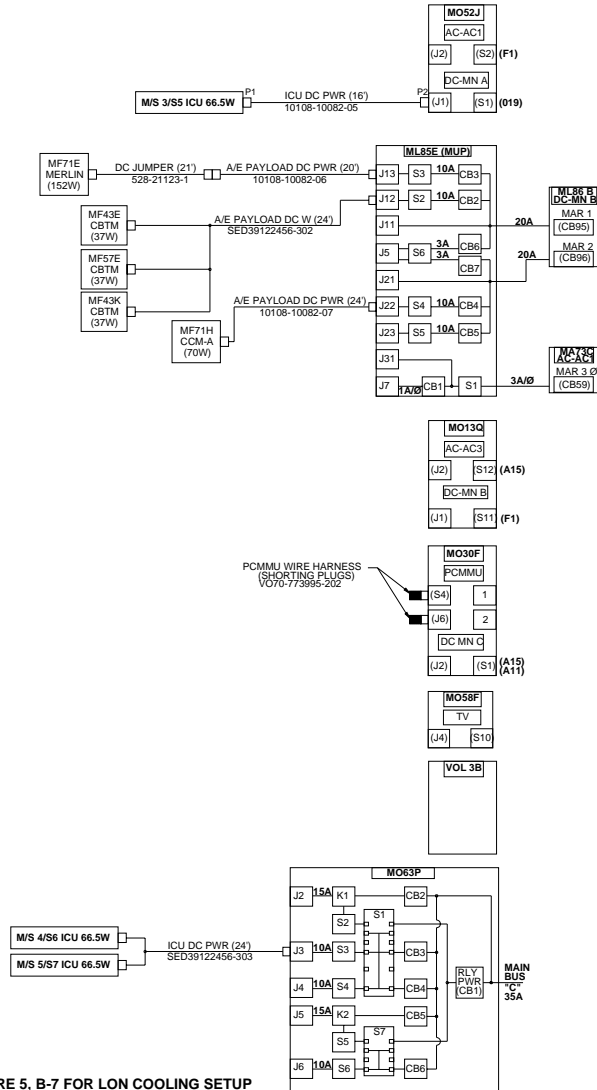 MO52J
AC-AC1
(J2)
(S2)
(F1)
DC-MN A
M/S 3/S5 ICU 66.5W
P1
ICU DC PWR (16')
10108-10082-05
P2
(J1)
(S1)
(019)
ML85E (MUP)
MF71E
MERLIN
(152W)
DC JUMPER (21')
528-21123-1
A/E PAYLOAD DC PWR (20')
10108-10082-06
J13
S3
10A
CB3
MF43E
CBTM
(37W)
A/E PAYLOAD DC W (24')
SED39122456-302
J12
S2
10A
CB2
J11
20A
ML86 B
DC-MN B
MAR 1
(CB95)
MF57E
CBTM
(37W)
J5
S6
3A
3A
CB6
CB7
20A
MAR 2
(CB96)
J21
MF43K
CBTM
(37W)
A/E PAYLOAD DC PWR (24')
10108-10082-07
J22
S4
10A
CB4
MF71H
CCM-A
(70W)
J23
S5
10A
CB5
J31
J7
1A/Ø
CB1
S1
3A/Ø
MA73C
AC-AC1
MAR 3 Ø
(CB59)
MO13Q
AC-AC3
(J2)
(S12)
(A15)
DC-MN B
(J1)
(S11)
(F1)
MO30F
PCMMU
PCMMU WIRE HARNESS
(SHORTING PLUGS)
VO70-773995-202
(S4)
1
(J6)
2
DC MN C
(J2)
(S1)
(A15)
(A11)
MO58F
TV
(J4)
(S10)
VOL 3B
MO63P
J2
15A
K1
CB2
S2
S1
M/S 4/S6 ICU 66.5W
M/S 5/S7 ICU 66.5W
ICU DC PWR (24')
SED39122456-303
J3
10A
S3
CB3
J4
10A
S4
CB4
RLY
PWR
(CB1)
MAIN
BUS
"C"
35A
J5
15A
K2
CB5
S5
S7
J6
10A
S6
CB6
RE 5, B-7 FOR LON COOLING SETUP